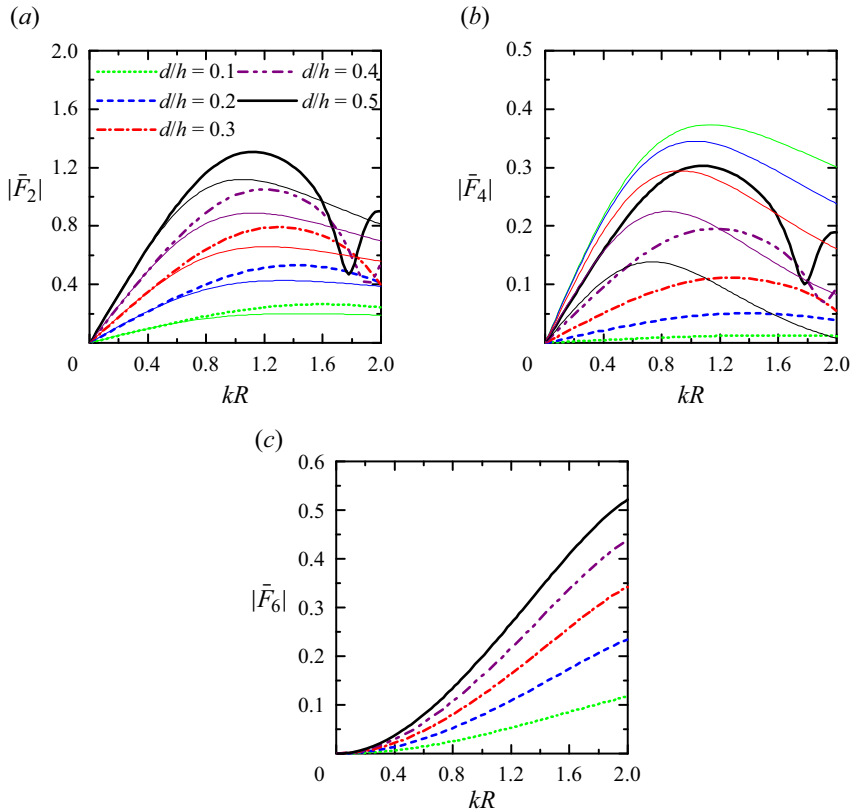 (a)
2.0
1.6
1.2
0.8
0.4
0
0.4
0.8
1.2
1.6
2.0
|F̄₂|
kR
d/h = 0.1
d/h = 0.2
d/h = 0.3
d/h = 0.4
d/h = 0.5
(b)
0.5
0.4
0.3
0.2
0.1
0
0.4
0.8
1.2
1.6
2.0
|F̄₄|
kR
(c)
0.6
0.5
0.4
0.3
0.2
0.1
0
0.4
0.8
1.2
1.6
2.0
|F̄₆|
kR